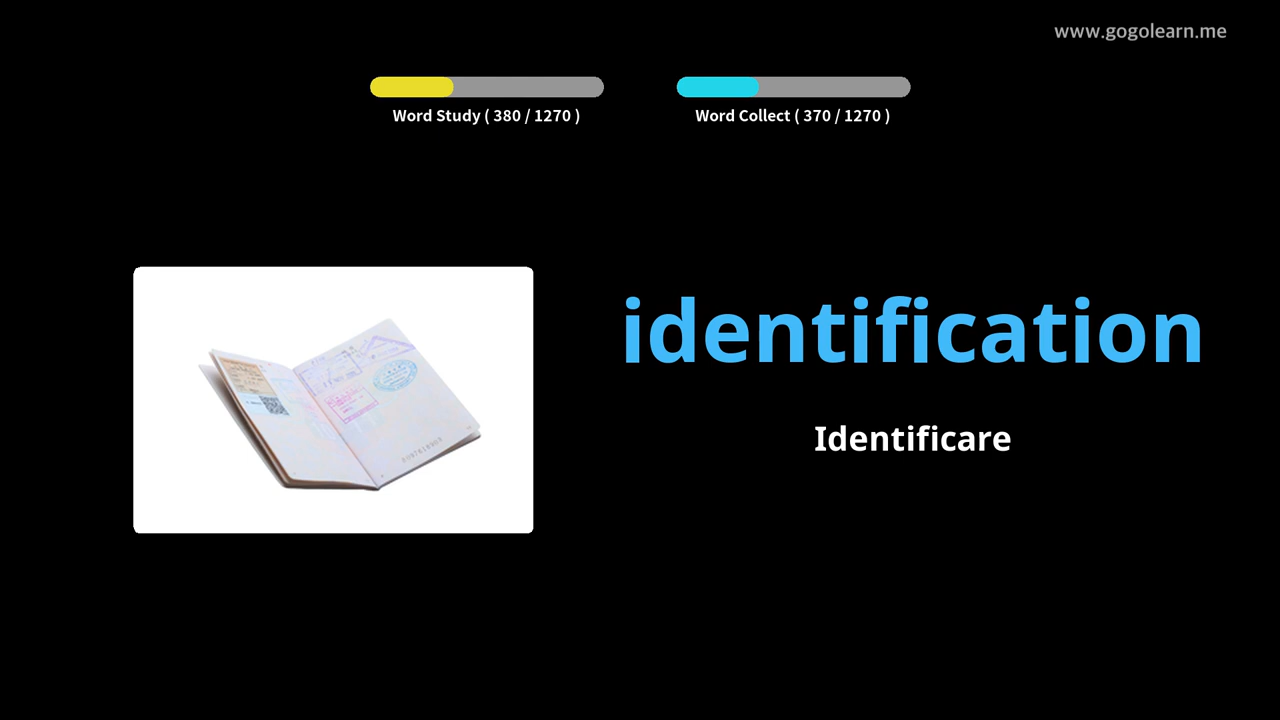 www.gogolearn.me
Word Study ( 380 / 1270 )
Word Collect ( 370 / 1270 )
identification
Identificare